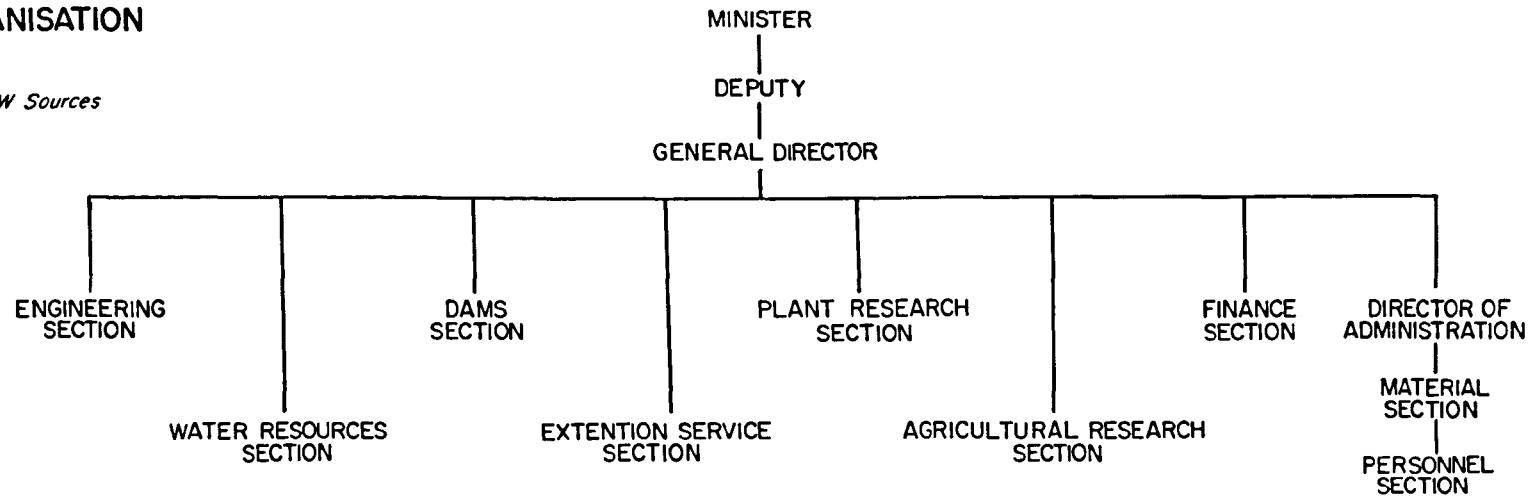 MINISTER
DEPUTY
GENERAL DIRECTOR
W Sources
ENGINEERING
SECTION
DAMS
SECTION
PLANT RESEARCH
SECTION
FINANCE
SECTION
DIRECTOR OF
ADMINISTRATION
WATER RESOURCES
SECTION
EXTENTION SERVICE
SECTION
AGRICULTURAL RESEARCH
SECTION
MATERIAL
SECTION
PERSONNEL
SECTION